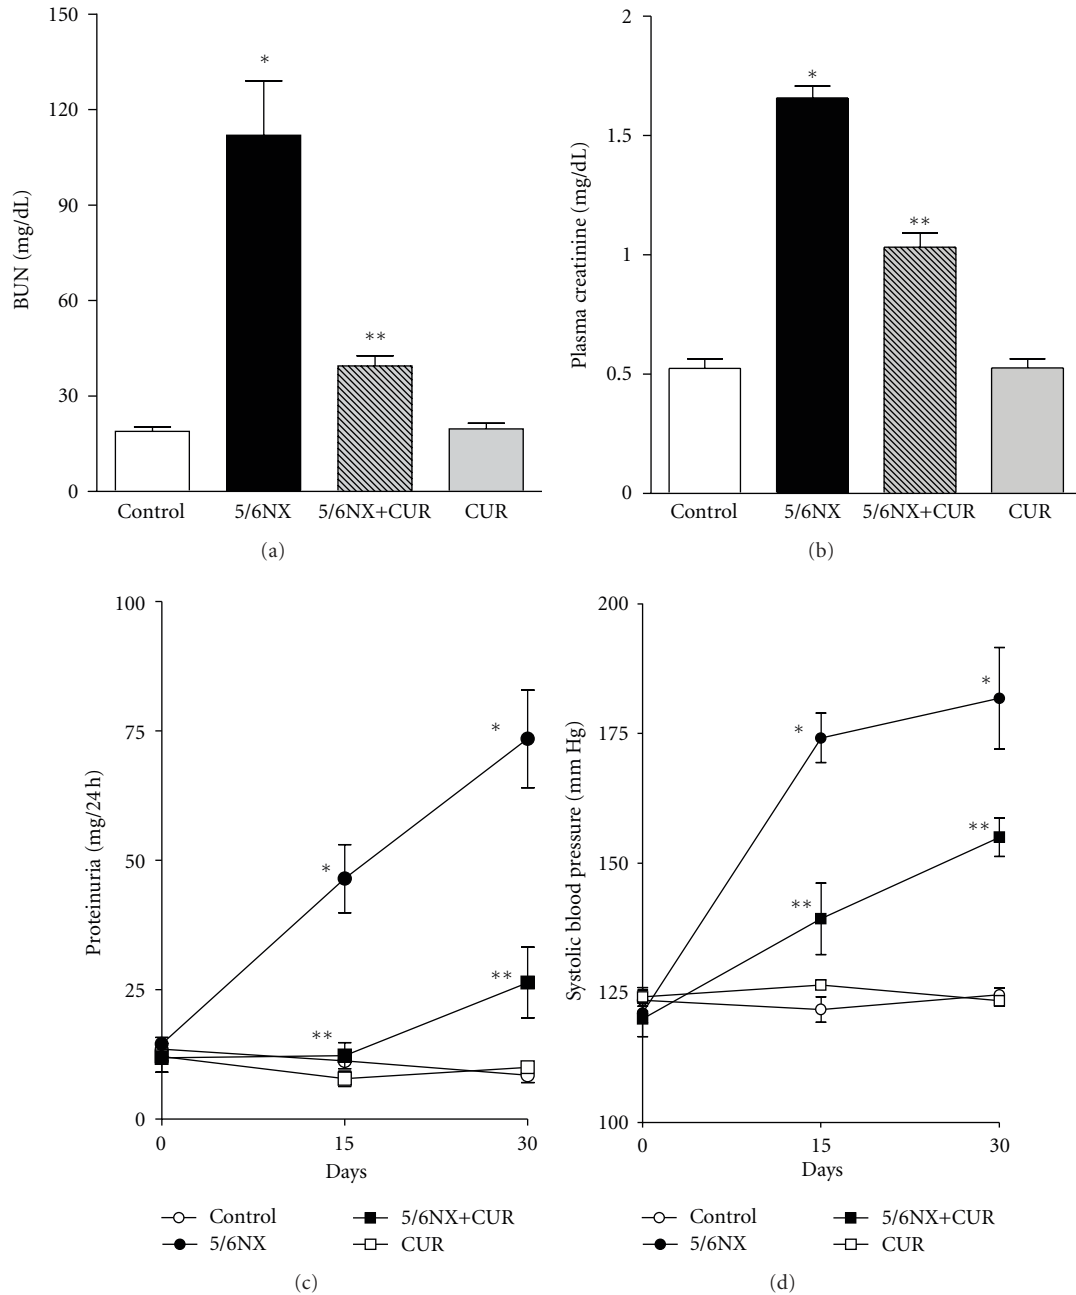 150
120
90
60
30
0
BUN (mg/dL)
*
**
Control 5/6NX 5/6NX+CUR CUR
(a)
2
1.5
1
0.5
0
Plasma creatinine (mg/dL)
*
**
Control 5/6NX 5/6NX+CUR CUR
(b)
100
75
50
25
0
Proteinuria (mg/24 h)
*
*
**
**
0 15 30
Days
Control
5/6NX
5/6NX+CUR
CUR
(c)
200
175
150
125
100
Systolic blood pressure (mm Hg)
*
*
**
**
0 15 30
Days
Control
5/6NX
5/6NX+CUR
CUR
(d)